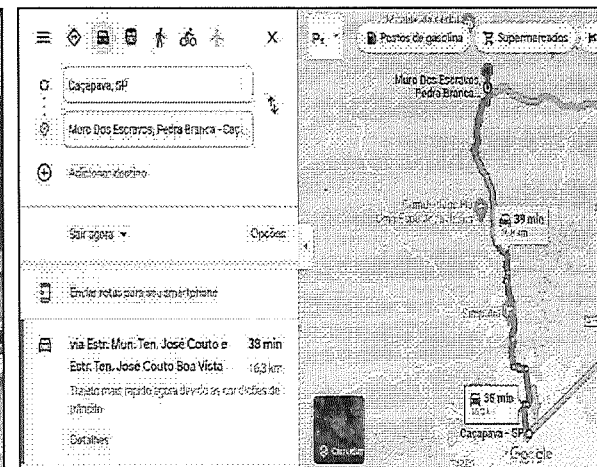 Caçapava, SP
Muro Dos Escravos, Pedra Branca - Caç
Adicionar destino
Sair agora
Opções
Enviar rotas para seu smartphone
via Estr. Mun. Ten. José Couto e
Estr. Ten. José Couto Boa Vista
38 min
16,3 km
Trajeto mais rápido agora devido às condições de
trânsito
Detalhes
Postos de gasolina
Supermercados
Muro Dos Escravos,
Pedra Branca
39 min
38 min
Caçapava - SP
Google